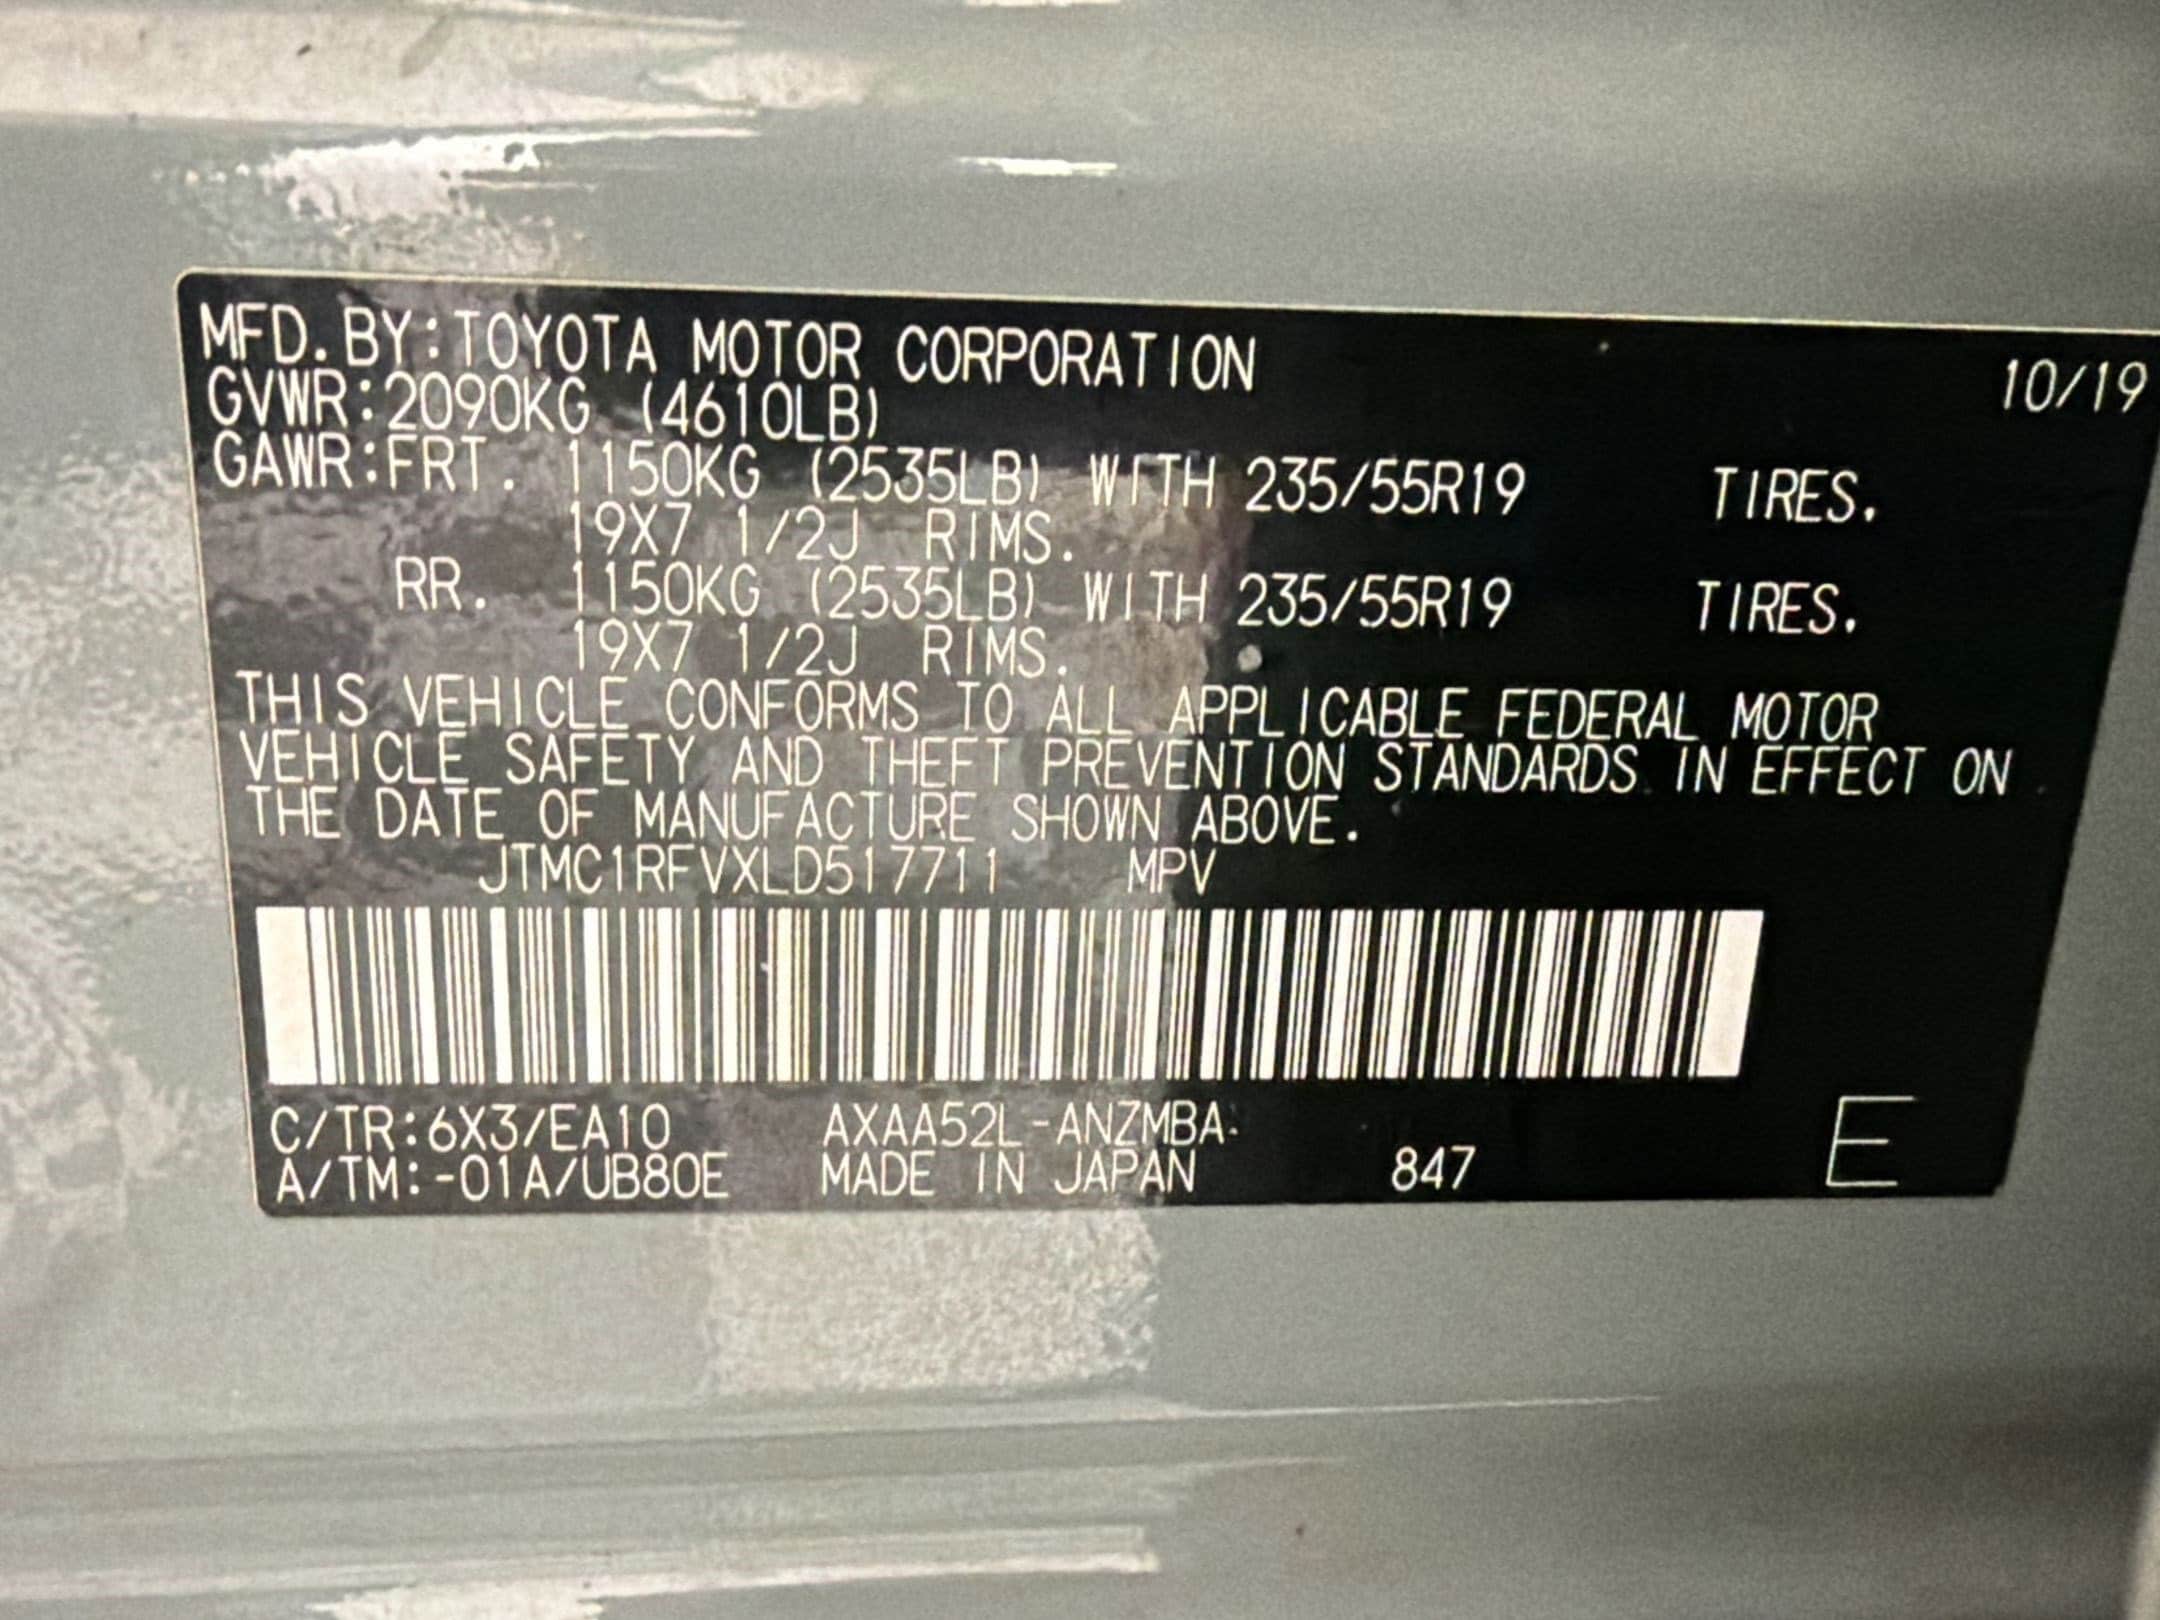 MFD. BY: TOYOTA MOTOR CORPORATION 10/19
GVWR: 2090KG (4610LB)
GAWR: FRT. 1150KG (2535LB) WITH 235/55R19 TIRES.
19X7 1/2J RIMS.
RR. 1150KG (2535LB) WITH 235/55R19 TIRES.
19X7 1/2J RIMS.
THIS VEHICLE CONFORMS TO ALL APPLICABLE FEDERAL MOTOR
VEHICLE SAFETY AND THEFT PREVENTION STANDARDS IN EFFECT ON
THE DATE OF MANUFACTURE SHOWN ABOVE.
JTMC1RFVXLD517711 MPV
C/TR: 6X3/EA10 AXAA52L-ANZMBA
A/TM: -01A/UB80E MADE IN JAPAN 847 E